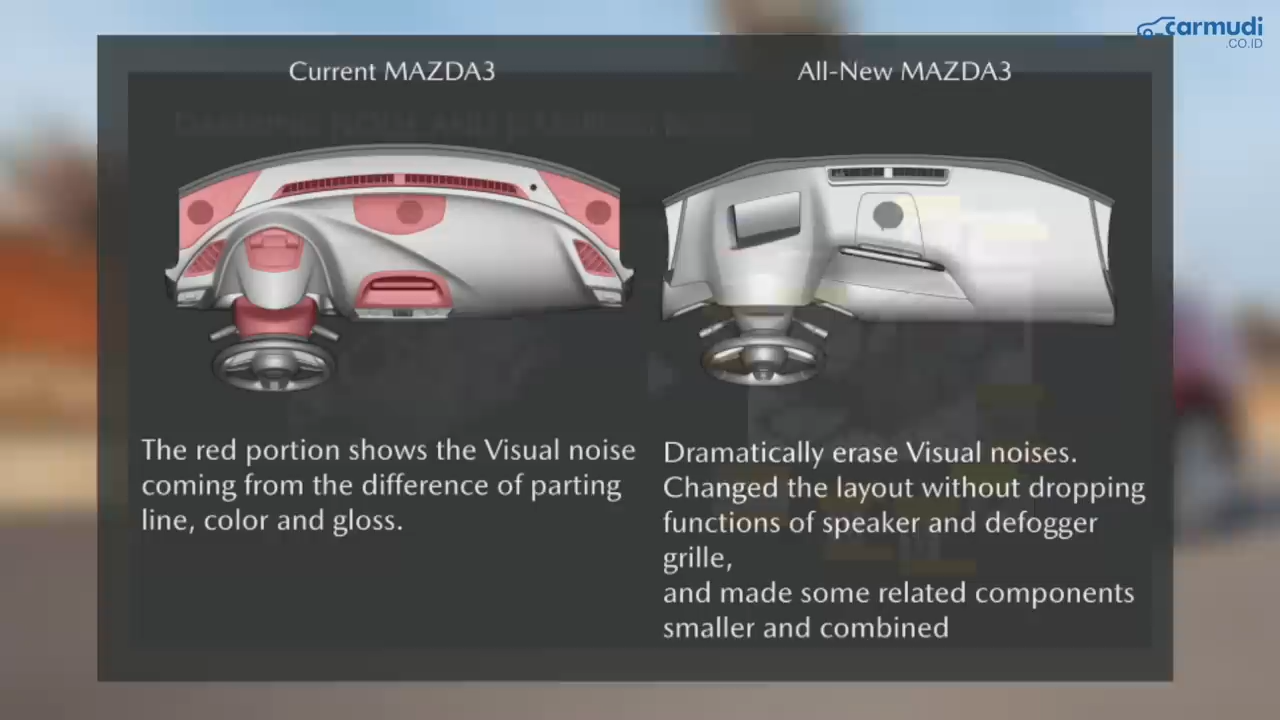 carmudi
.CO.ID
Current MAZDA3
All-New MAZDA3
The red portion shows the Visual noise
coming from the difference of parting
line, color and gloss.
Dramatically erase Visual noises.
Changed the layout without dropping
functions of speaker and defogger
grille,
and made some related components
smaller and combined